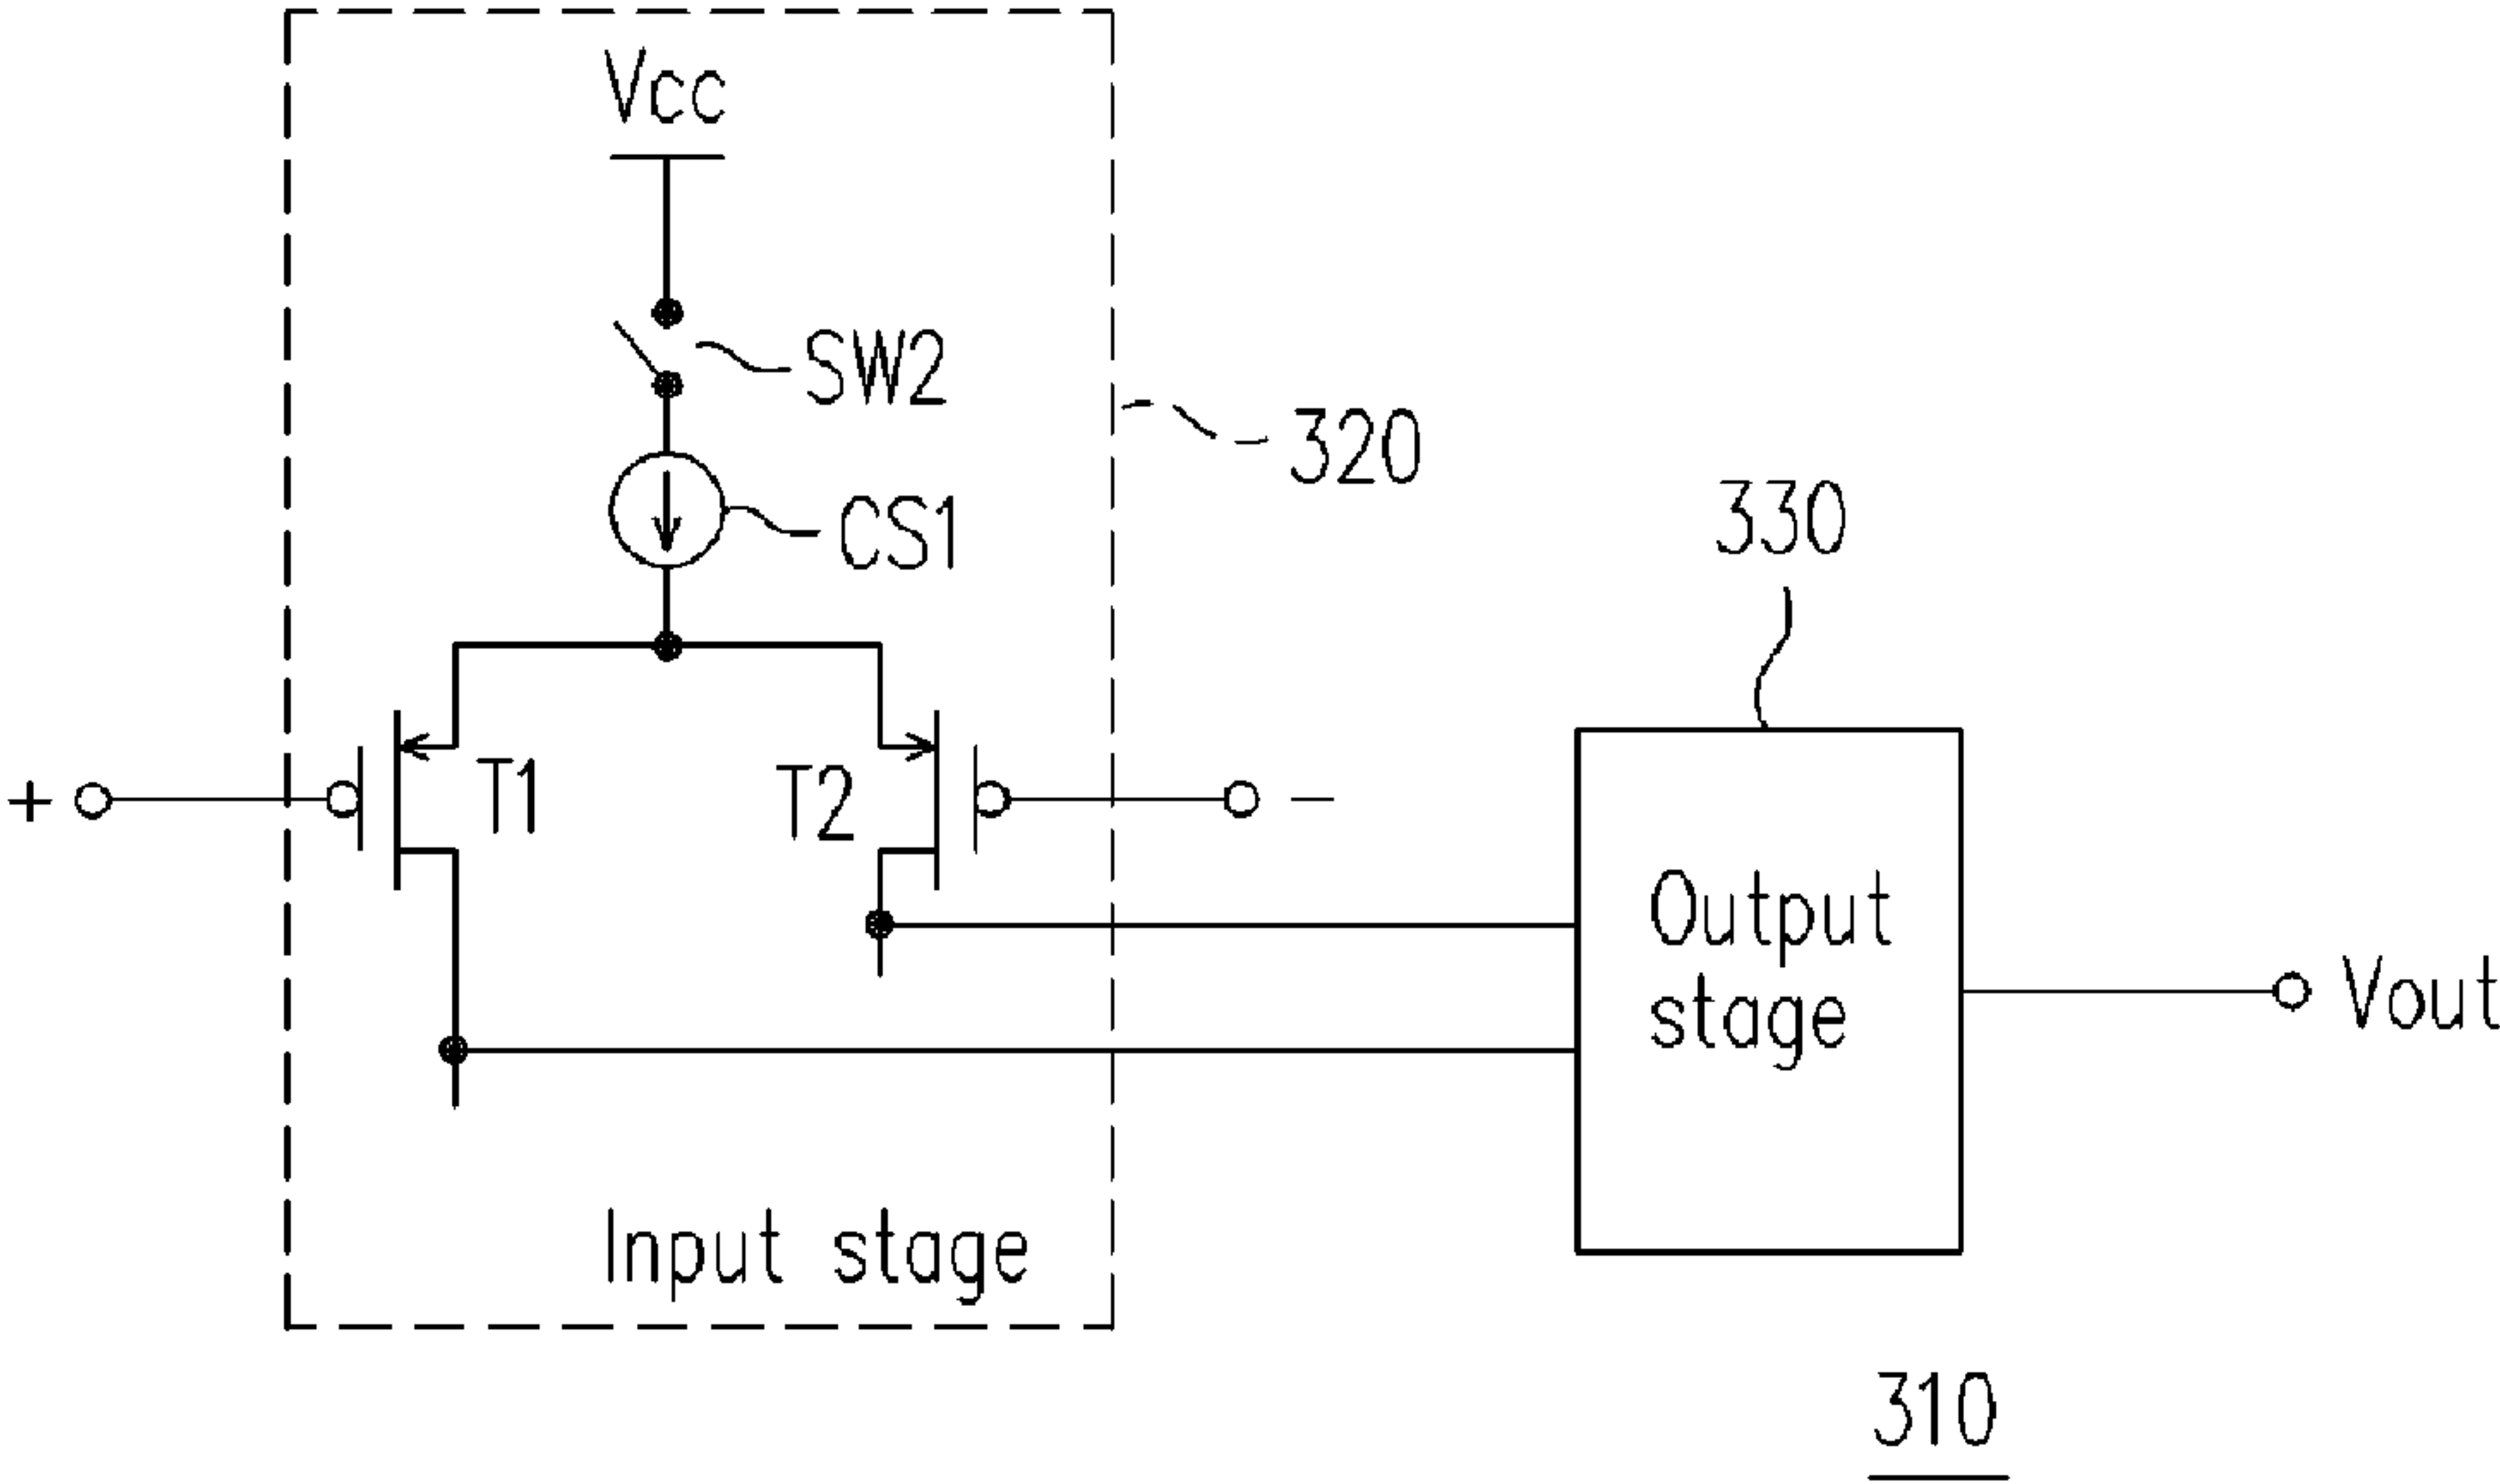 Vcc
SW2
320
CS1
330
+
T1
T2
-
Output
stage
Vout
Input stage
310